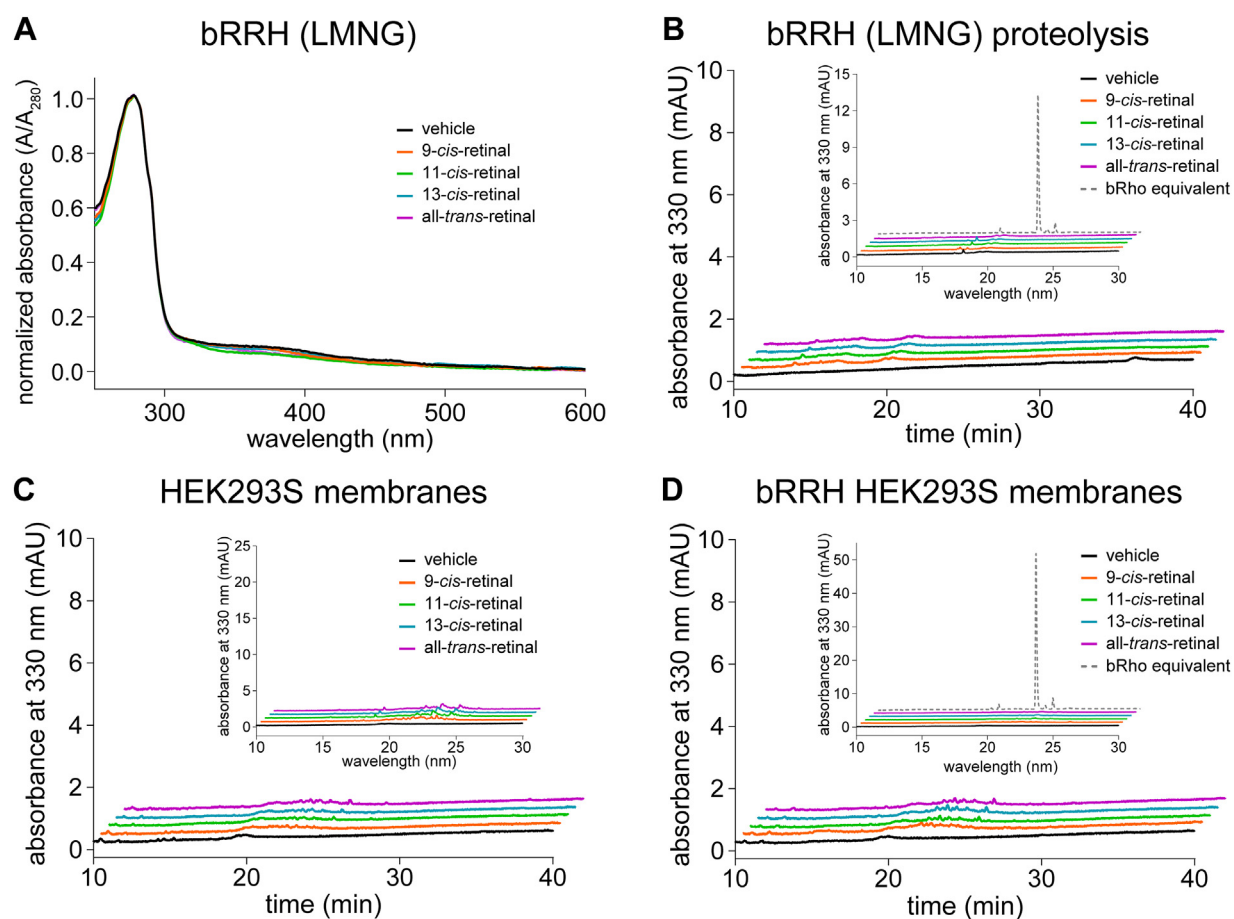 A
bRRH (LMNG)
normalized absorbance (A/A280)
1.0
0.8
0.6
0.4
0.2
0.0
300
400
500
600
wavelength (nm)
vehicle
9-cis-retinal
11-cis-retinal
13-cis-retinal
all-trans-retinal
B
bRRH (LMNG) proteolysis
absorbance at 330 nm (mAU)
10
8
6
4
2
0
10
20
30
40
time (min)
absorbance at 330 nm (mAU)
15
12
9
6
3
0
10
15
20
25
30
wavelength (nm)
vehicle
9-cis-retinal
11-cis-retinal
13-cis-retinal
all-trans-retinal
bRho equivalent
C
HEK293S membranes
absorbance at 330 nm (mAU)
10
8
6
4
2
0
10
20
30
40
time (min)
absorbance at 330 nm (mAU)
25
20
15
10
5
0
10
15
20
25
30
wavelength (nm)
vehicle
9-cis-retinal
11-cis-retinal
13-cis-retinal
all-trans-retinal
D
bRRH HEK293S membranes
absorbance at 330 nm (mAU)
10
8
6
4
2
0
10
20
30
40
time (min)
absorbance at 330 nm (mAU)
50
40
30
20
10
0
10
15
20
25
30
wavelength (nm)
vehicle
9-cis-retinal
11-cis-retinal
13-cis-retinal
all-trans-retinal
bRho equivalent